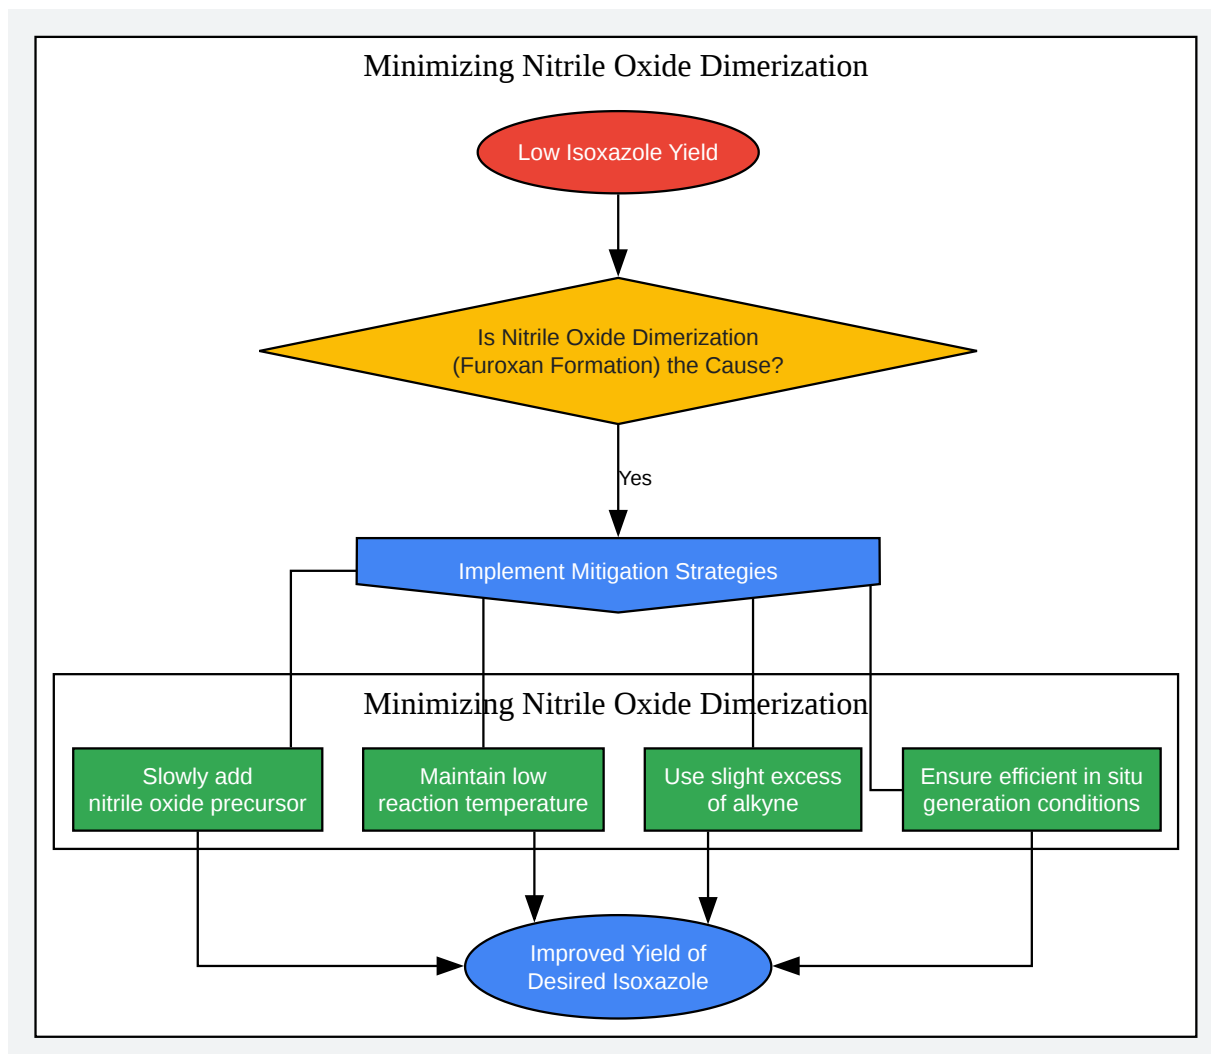 Minimizing Nitrile Oxide Dimerization
Low Isoxazole Yield
Is Nitrile Oxide Dimerization
(Furoxan Formation) the Cause?
Yes
Implement Mitigation Strategies
Minimizing Nitrile Oxide Dimerization
Slowly add
nitrile oxide precursor
Maintain low
reaction temperature
Use slight excess
of alkyne
Ensure efficient in situ
generation conditions
Improved Yield of
Desired Isoxazole